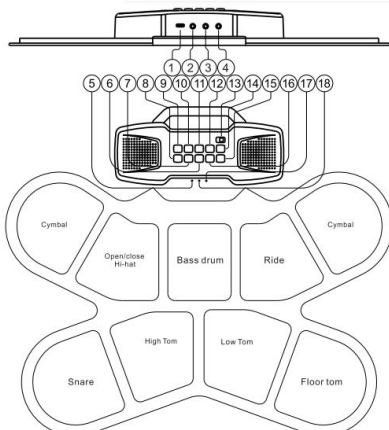 ① ② ③ ④
⑤ ⑥ ⑦ ⑧ ⑨ ⑩ ⑪ ⑫ ⑬ ⑭ ⑮ ⑯ ⑰ ⑱
Cymbal
Cymbal
Open/close
Hi-hat
Bass drum
Ride
High Tom
Low Tom
Snare
Floor tom